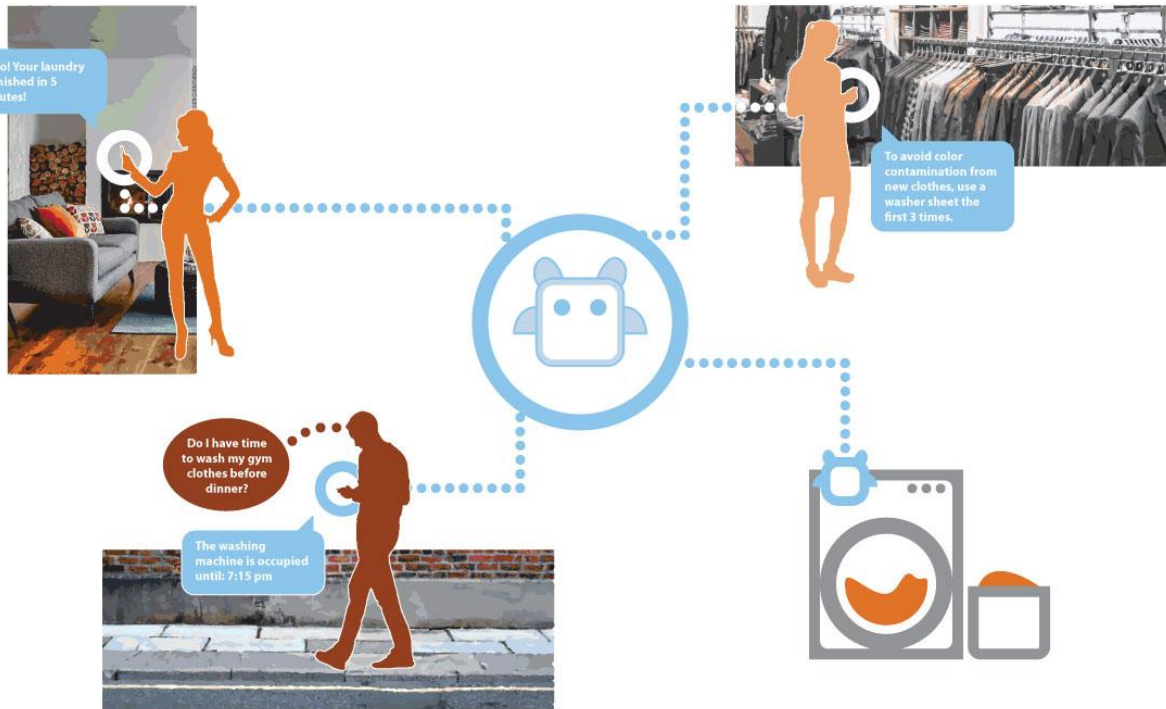 o! Your laundry
nished in 5
utes!
To avoid color
contamination from
new clothes, use a
washer sheet the
first 3 times.
Do I have time
to wash my gym
clothes before
dinner?
The washing
machine is occupied
until: 7:15 pm